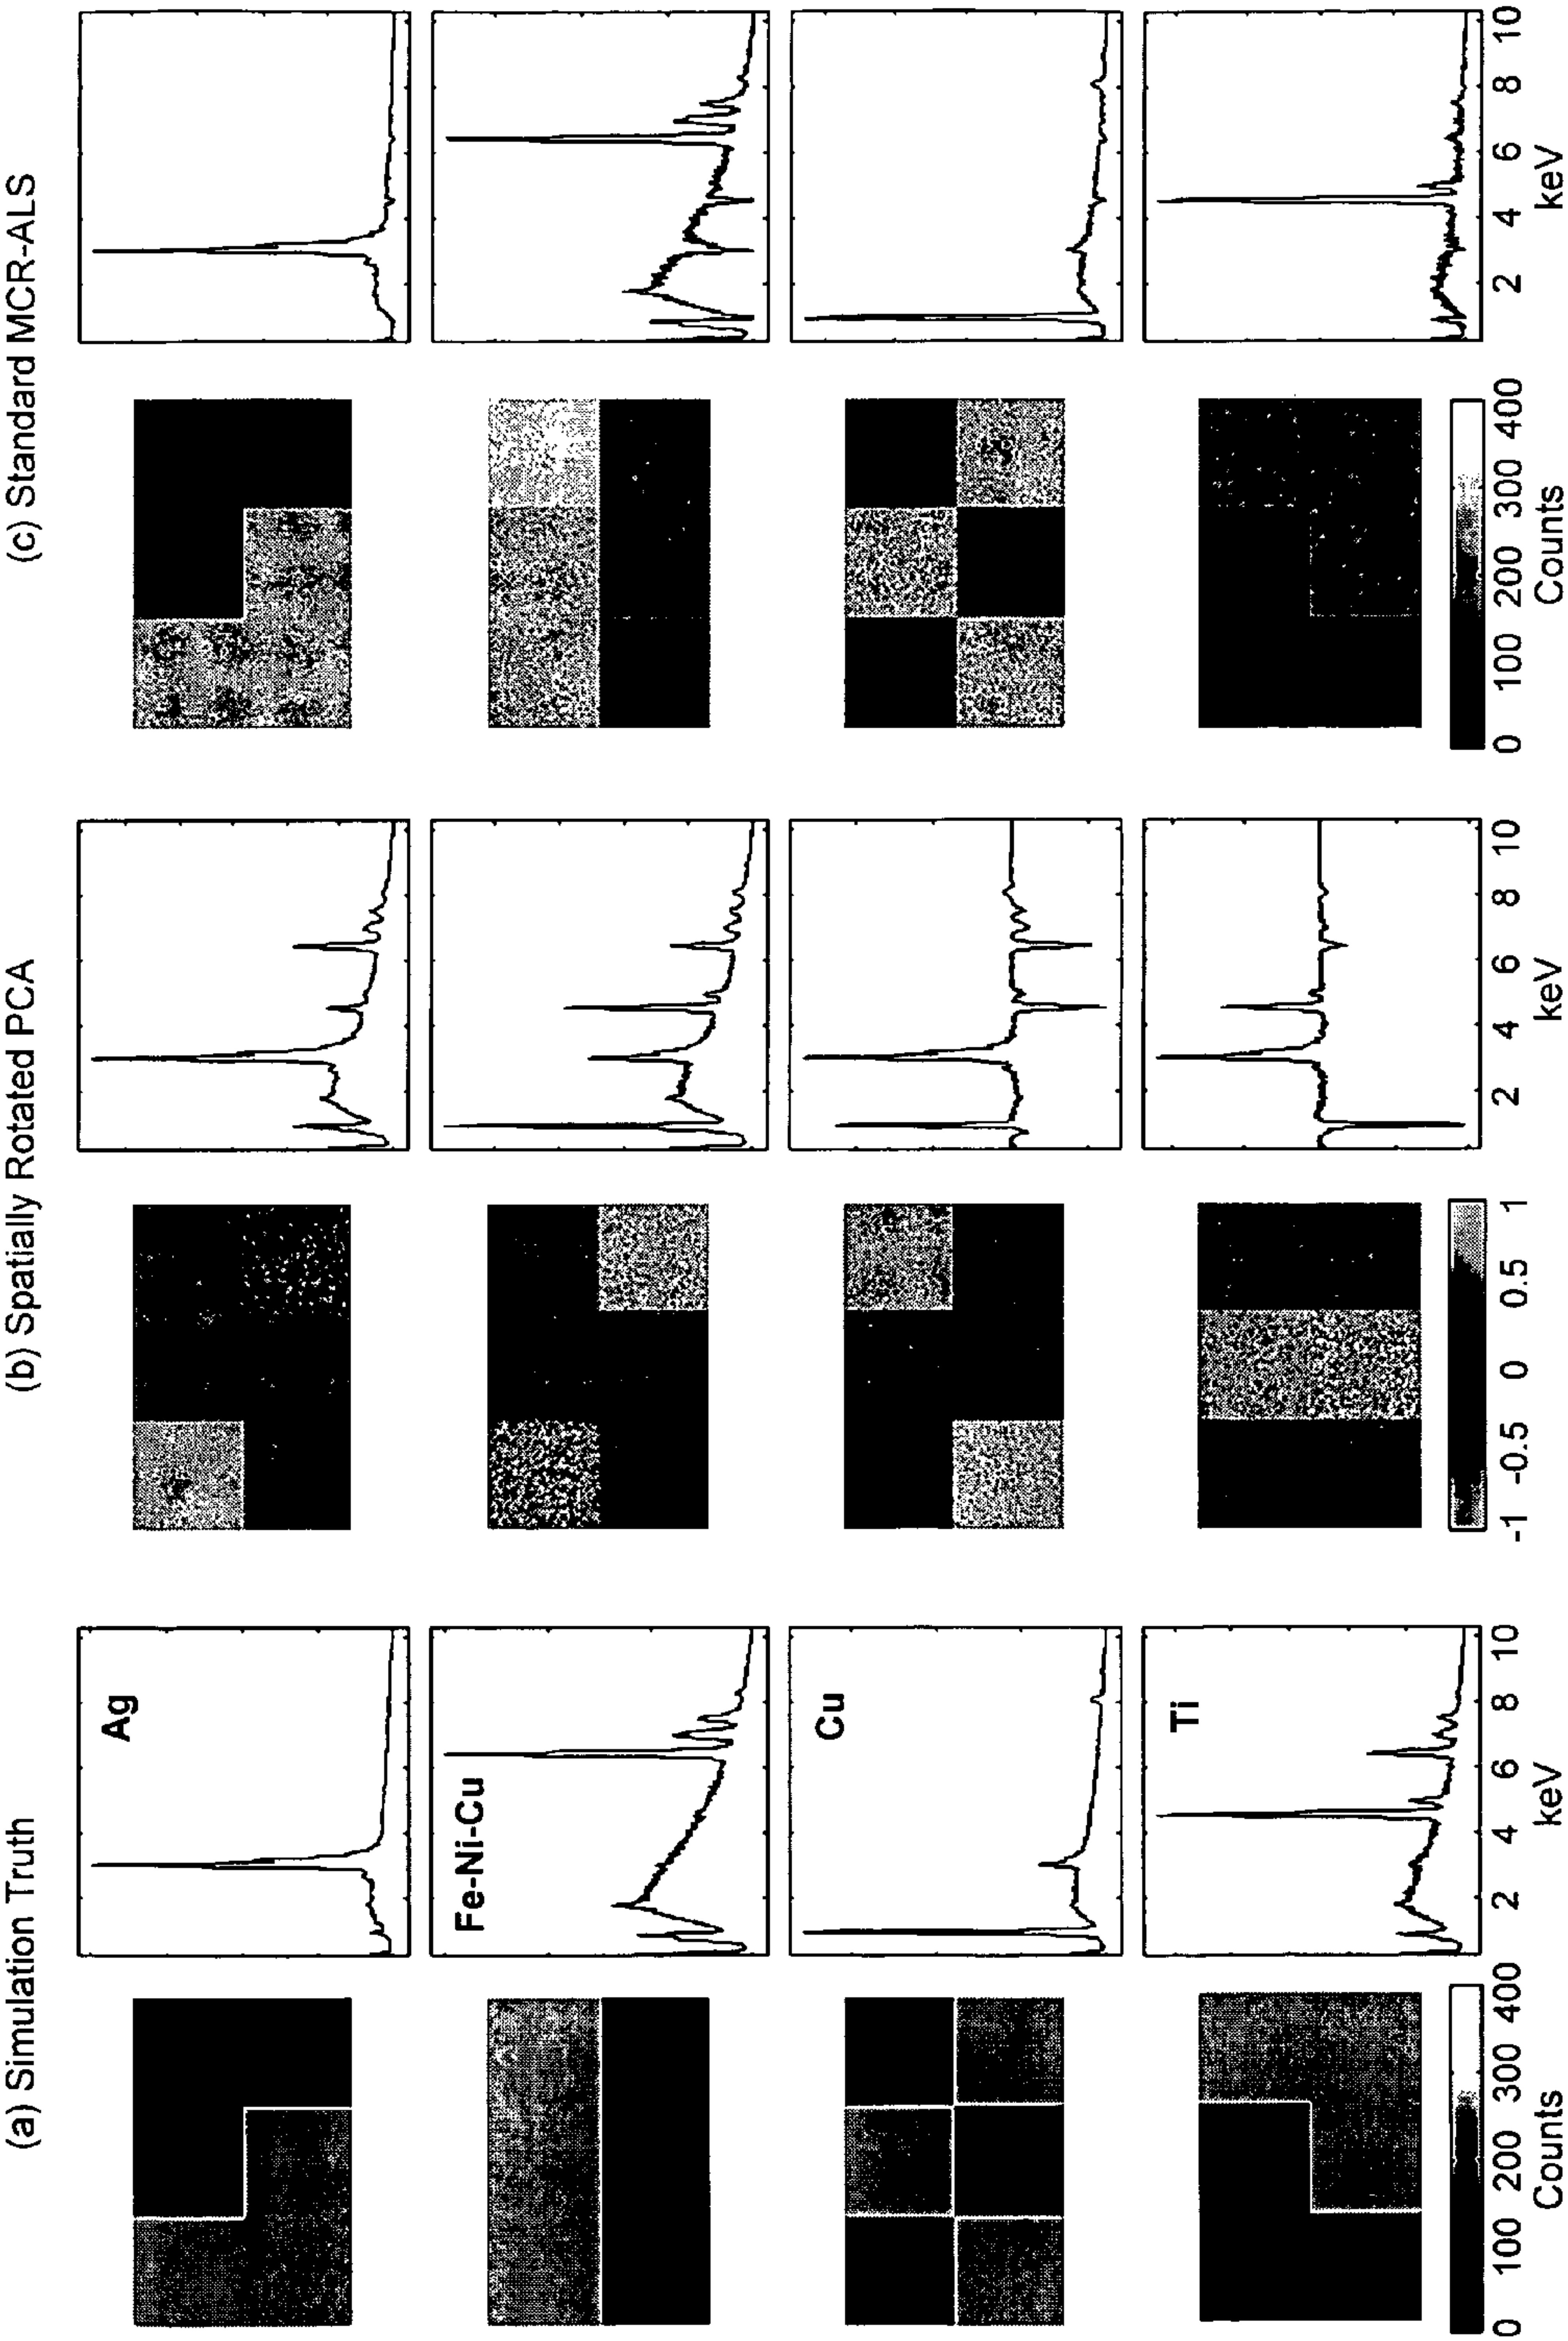 (a) Simulation Truth
Ag
Fe-Ni-Cu
Cu
Ti
0 100 200 300 400
Counts
2 4 6 8 10
keV
(b) Spatially Rotated PCA
-1 -0.5 0 0.5 1
2 4 6 8 10
keV
(c) Standard MCR-ALS
0 100 200 300 400
Counts
2 4 6 8 10
keV